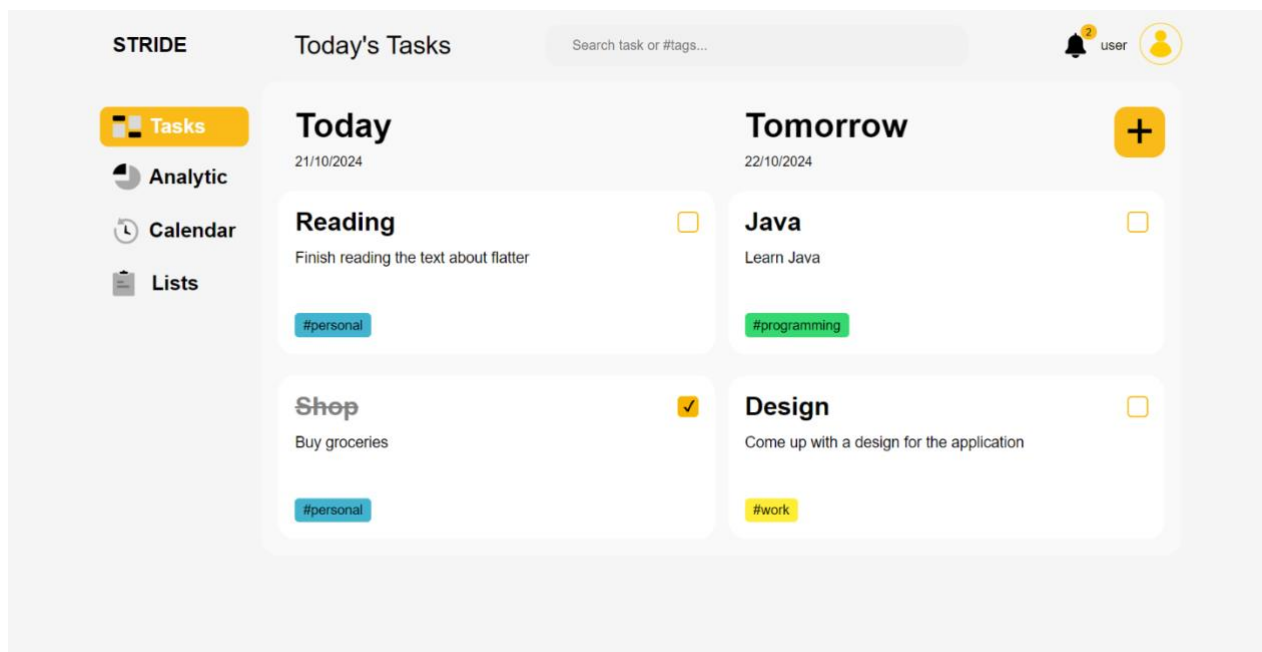 STRIDE
Today's Tasks
Search task or #tags...
2
user
Tasks
Analytic
Calendar
Lists
Today
21/10/2024
Tomorrow
22/10/2024
+
Reading
Finish reading the text about flatter
#personal
Java
Learn Java
#programming
Shop
Buy groceries
#personal
Design
Come up with a design for the application
#work